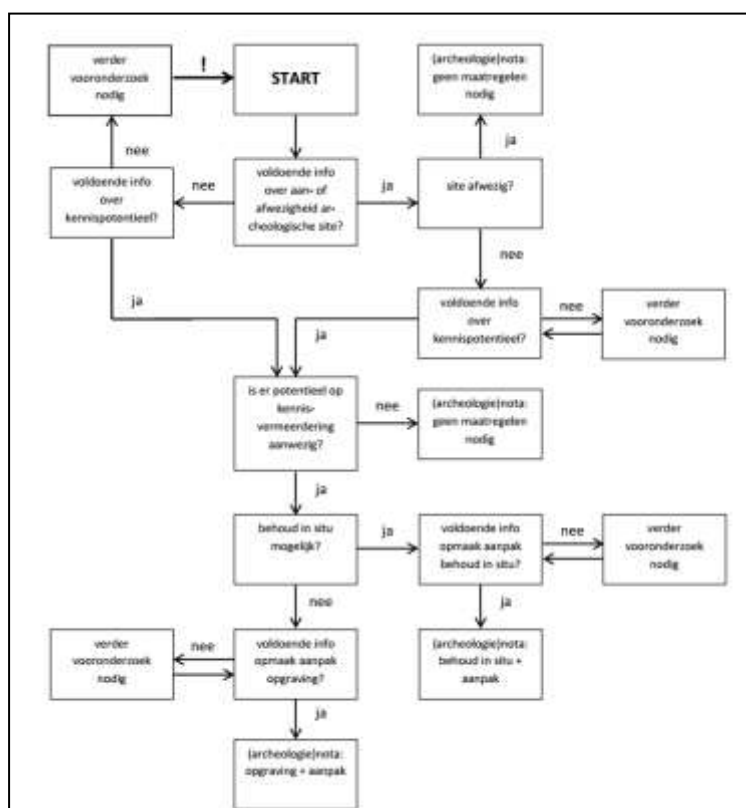 verder
vooronderzoek
nodig
!
START
(archeologie)nota:
geen maatregelen
nodig
nee
ja
voldoende info
over
kennispotentieel?
nee
voldoende info
over aan- of
afwezigheid ar-
cheologische site?
ja
site afwezig?
nee
ja
voldoende info
over
kennispotentieel?
nee
verder
vooronderzoek
nodig
ja
is er potentieel op
kennis-
vermeerdering
aanwezig?
nee
(archeologie)nota:
geen maatregelen
nodig
ja
behoud in situ
mogelijk?
ja
voldoende info
opmaak aanpak
behoud in situ?
nee
verder
vooronderzoek
nodig
nee
ja
verder
vooronderzoek
nodig
nee
voldoende info
opmaak aanpak
opgraving?
(archeologie)nota:
behoud in situ +
aanpak
ja
(archeologie)nota:
opgraving + aanpak